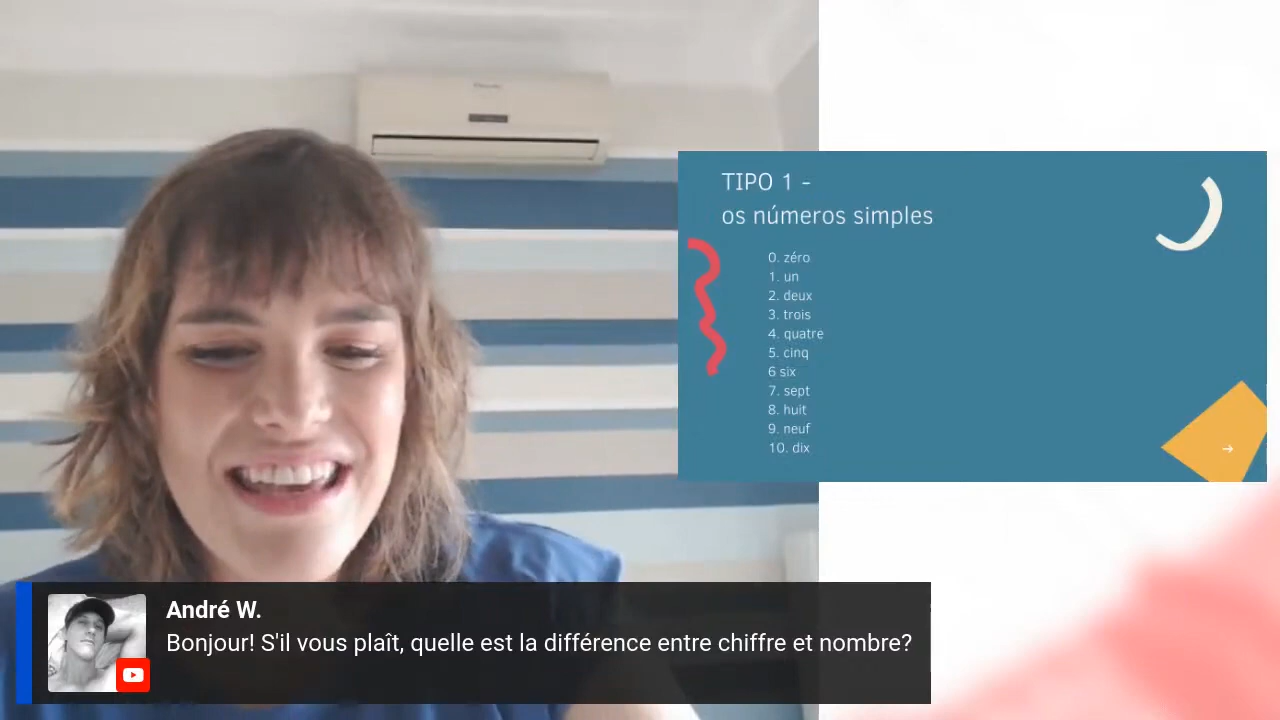 TIPO 1 -
os números simples
0. zéro
1. un
2. deux
3. trois
4. quatre
5. cinq
6 six
7. sept
8. huit
9. neuf
10. dix
André W.
Bonjour! S'il vous plaît, quelle est la différence entre chiffre et nombre?